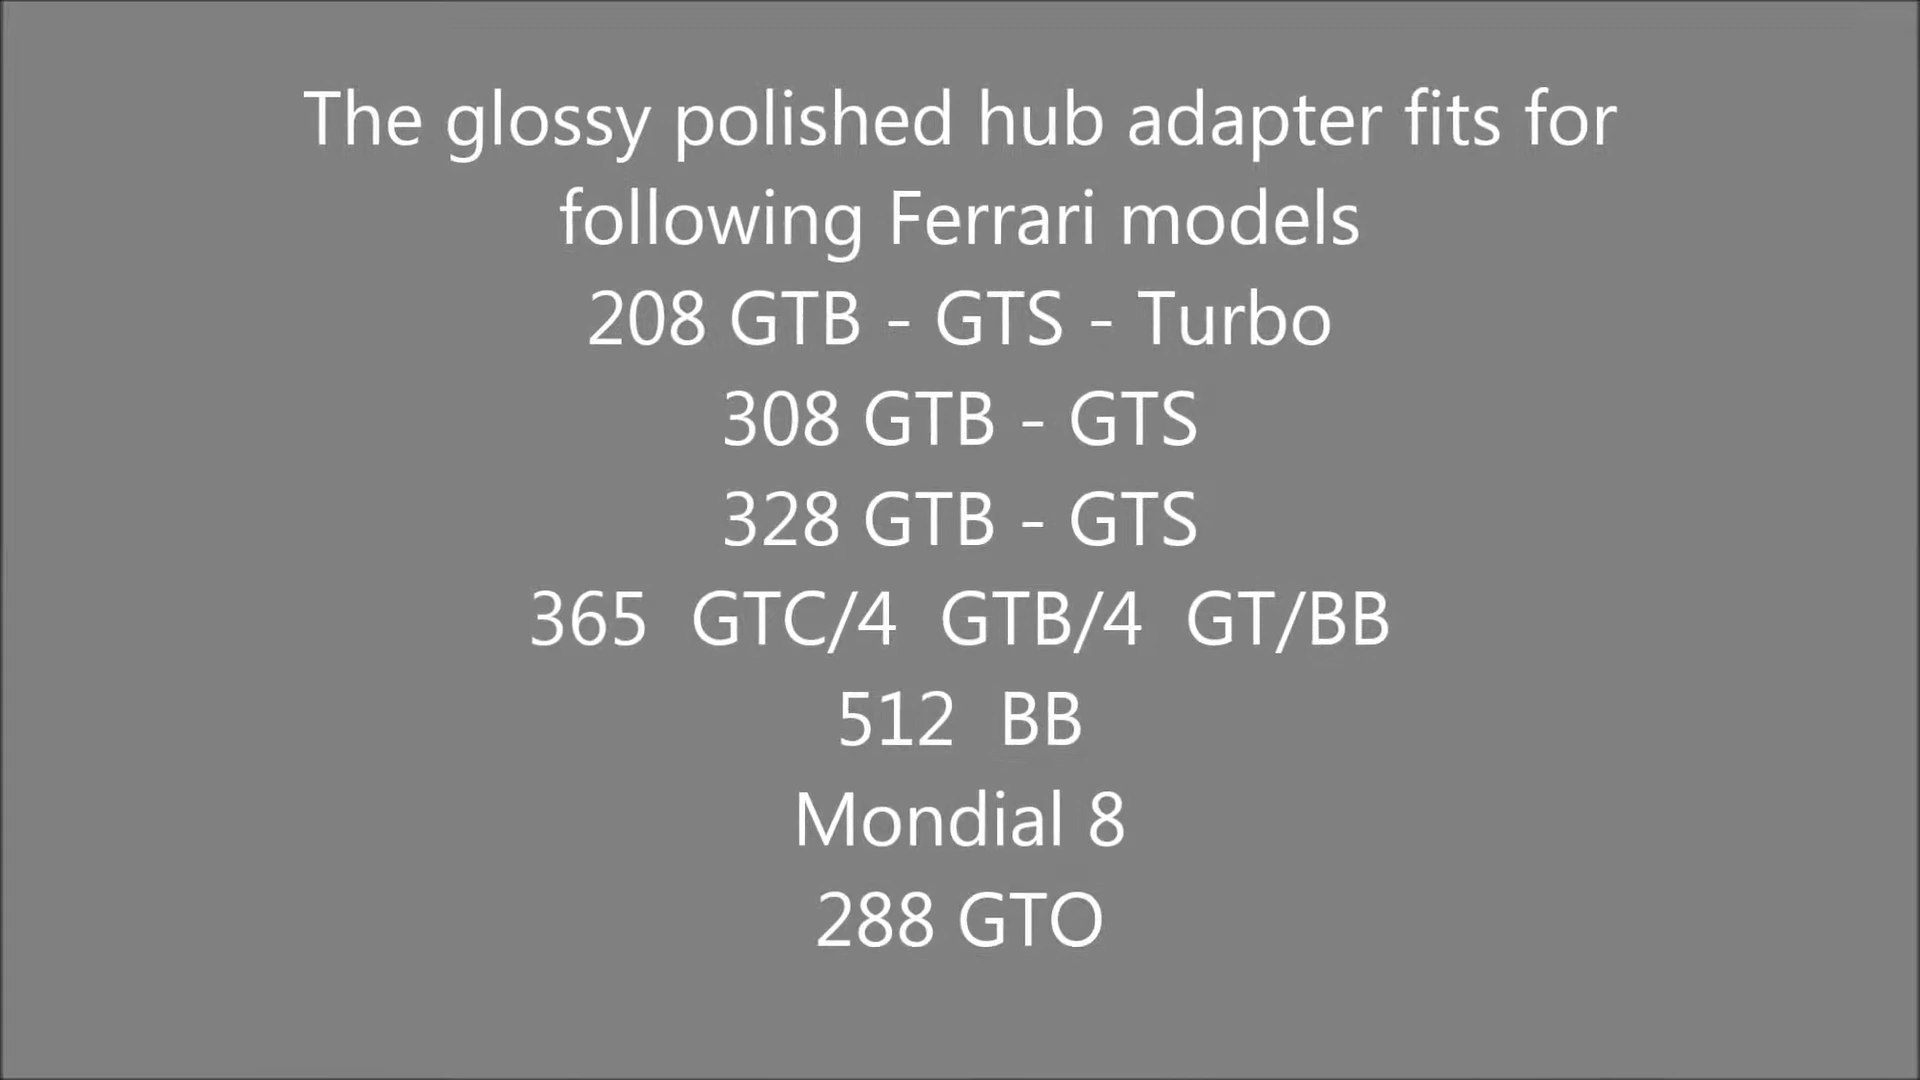 The glossy polished hub adapter fits for
following Ferrari models
208 GTB - GTS - Turbo
308 GTB - GTS
328 GTB - GTS
365  GTC/4  GTB/4  GT/BB
512  BB
Mondial 8
288 GTO